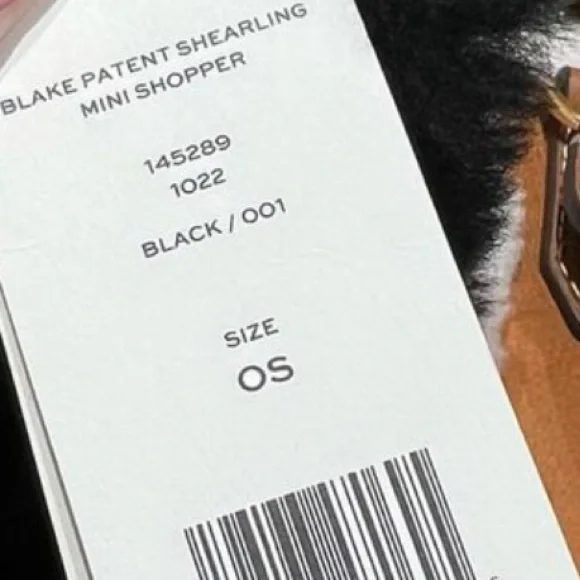 BLAKE PATENT SHEARLING
MINI SHOPPER
145289
1022
BLACK / 001
SIZE
OS